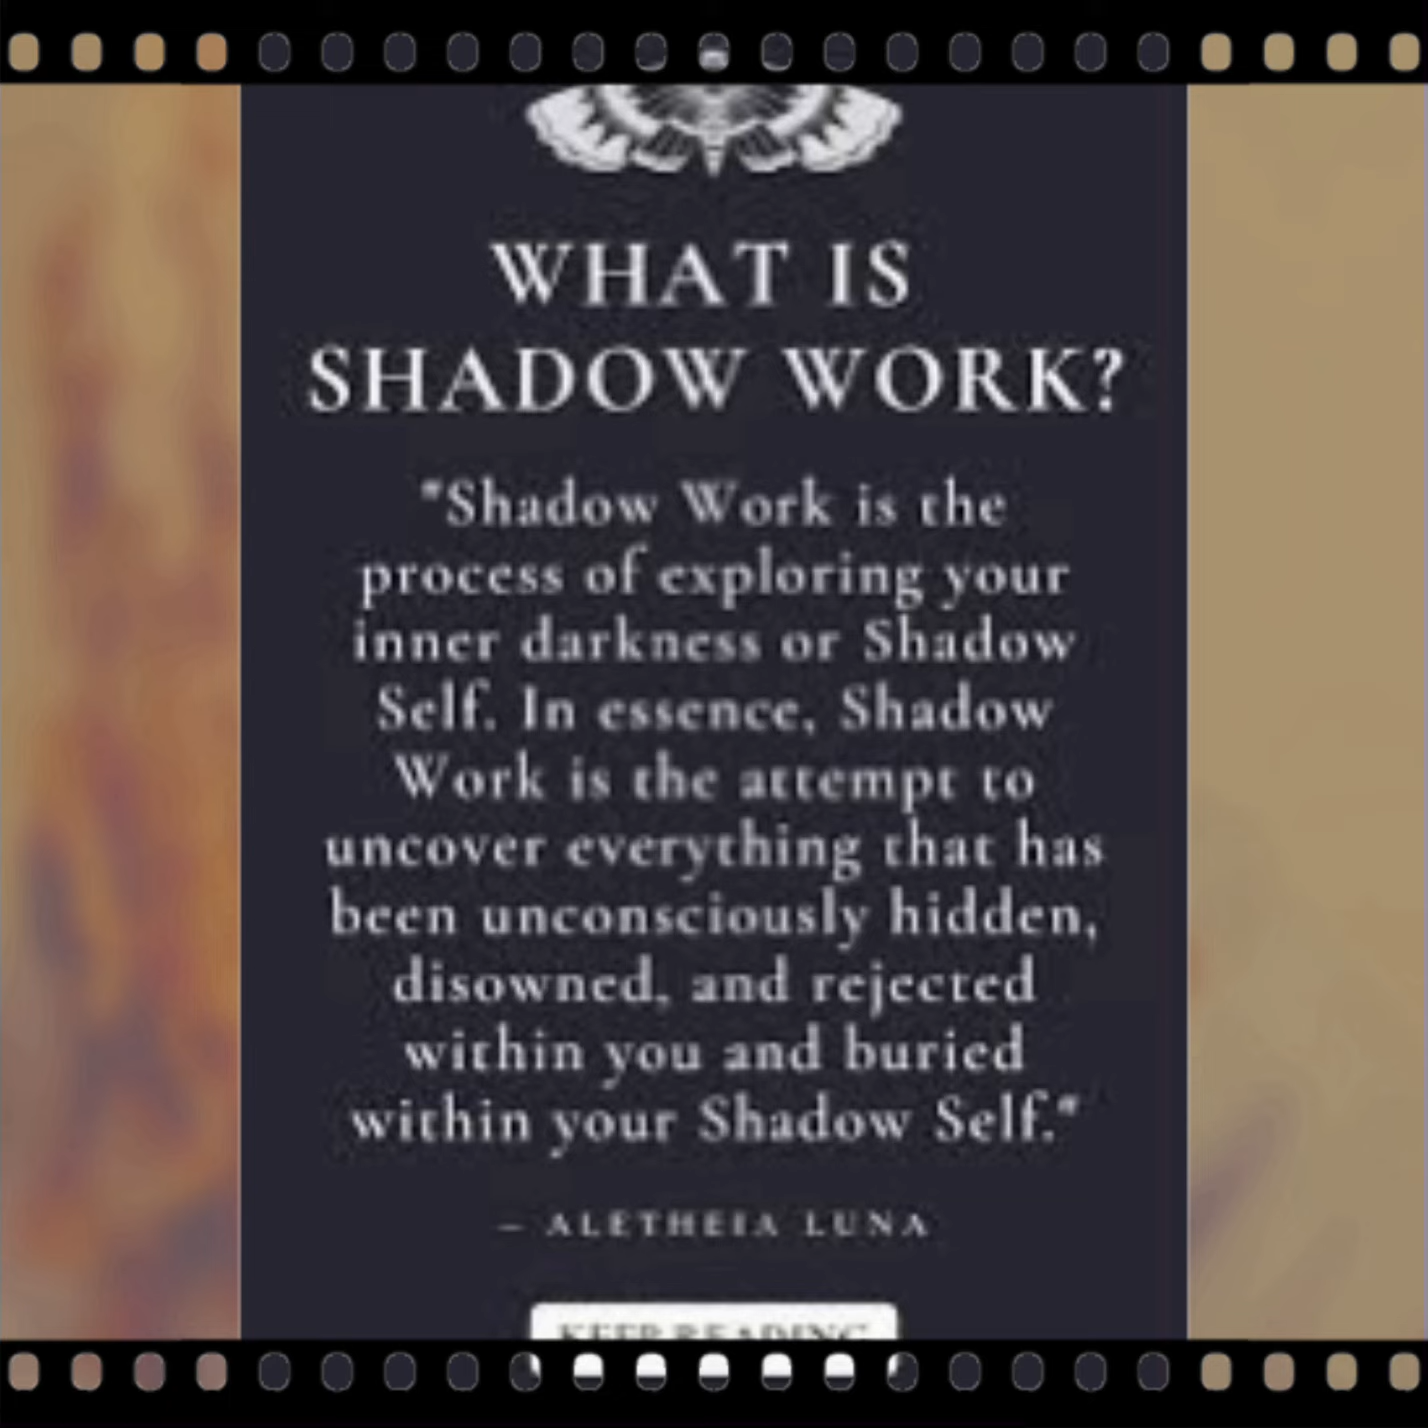 WHAT IS
SHADOW WORK?
"Shadow Work is the
process of exploring your
inner darkness or Shadow
Self. In essence, Shadow
Work is the attempt to
uncover everything that has
been unconsciously hidden,
disowned, and rejected
within you and buried
within your Shadow Self."
– ALETHEIA LUNA
KEEP READING